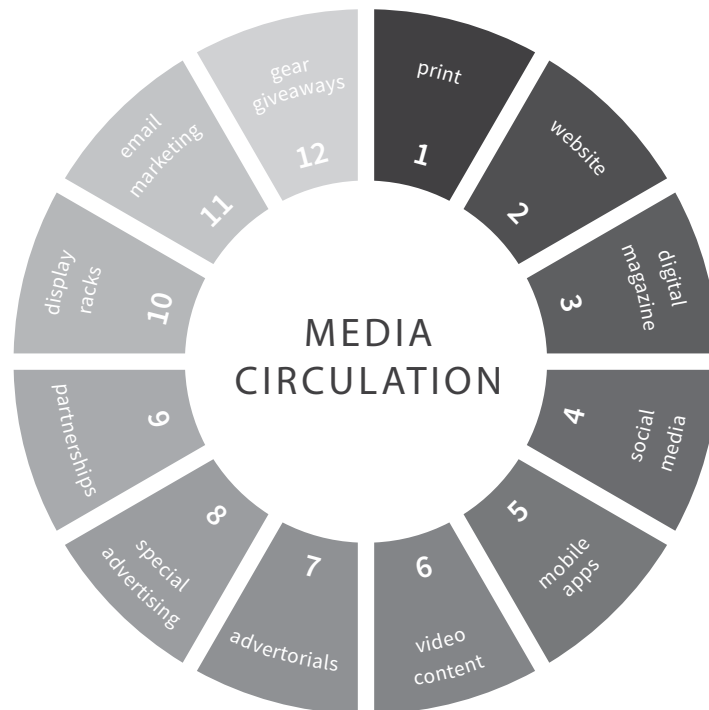 MEDIA
CIRCULATION
print
1
website
2
digital
magazine
3
social
media
4
mobile
apps
5
video
content
6
advertorials
7
special
advertising
8
partnerships
9
display
racks
10
email
marketing
11
gear
giveaways
12